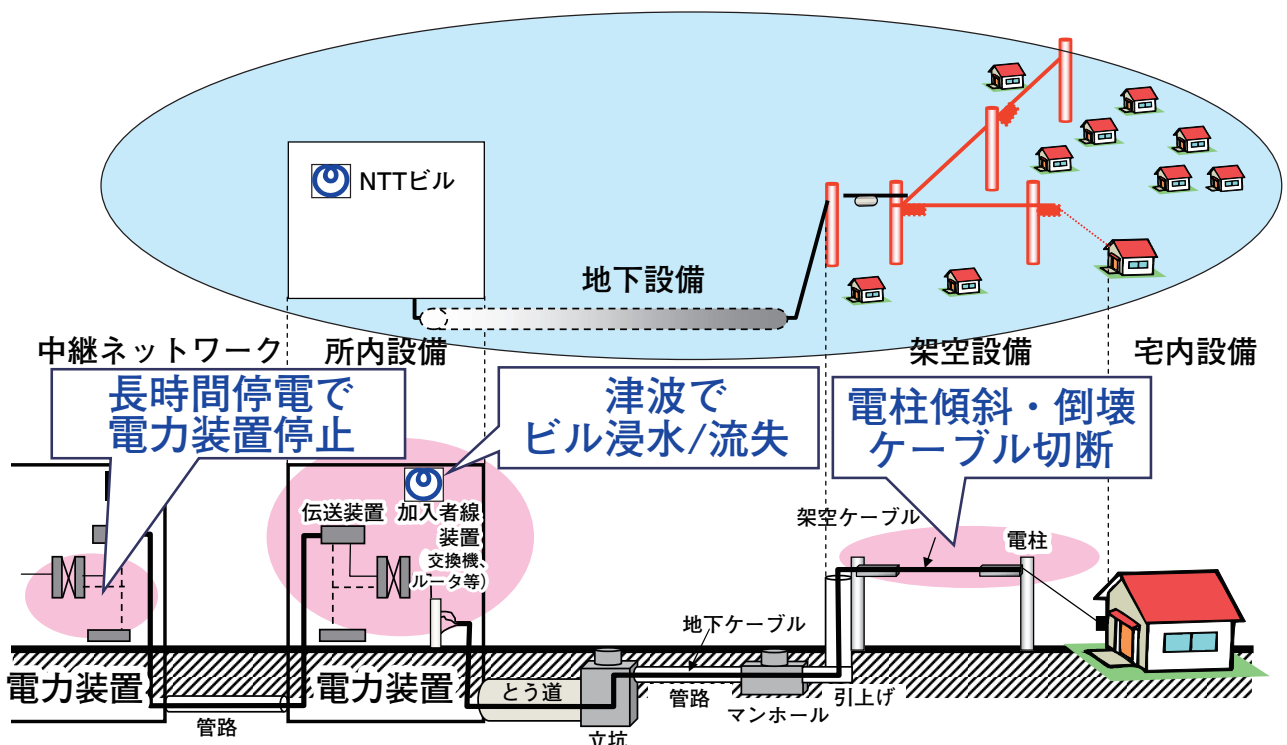 NTTビル
地下設備
中継ネットワーク
所内設備
架空設備
宅内設備
長時間停電で
電力装置停止
津波で
ビル浸水/流失
電柱傾斜・倒壊
ケーブル切断
伝送装置
加入者線
装置
交換機、
ルータ等)
架空ケーブル
電柱
地下ケーブル
電力装置
電力装置
とう道
管路
管路
マンホール
引上げ
立坑